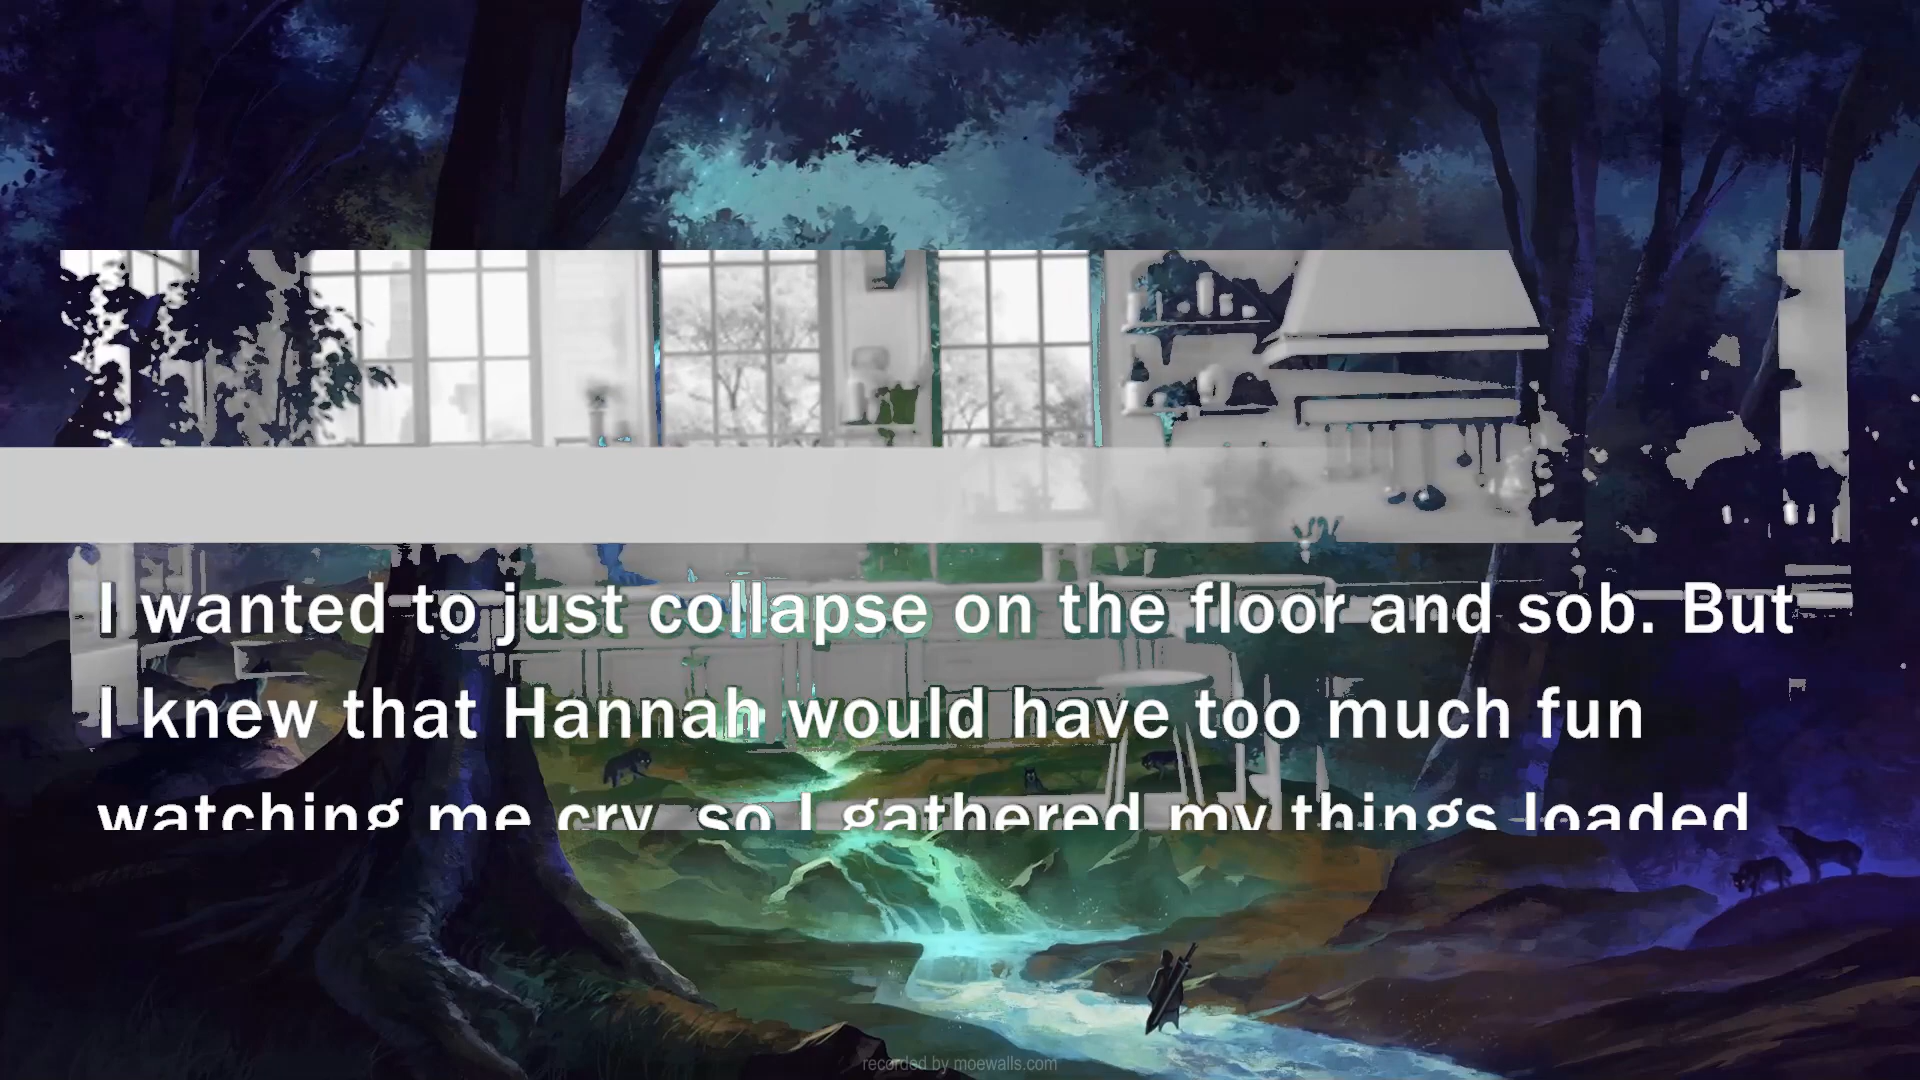 I wanted to just collapse on the floor and sob. But
I knew that Hannah would have too much fun
watching me cry, so I gathered my things loaded
recorded by moewalls.com